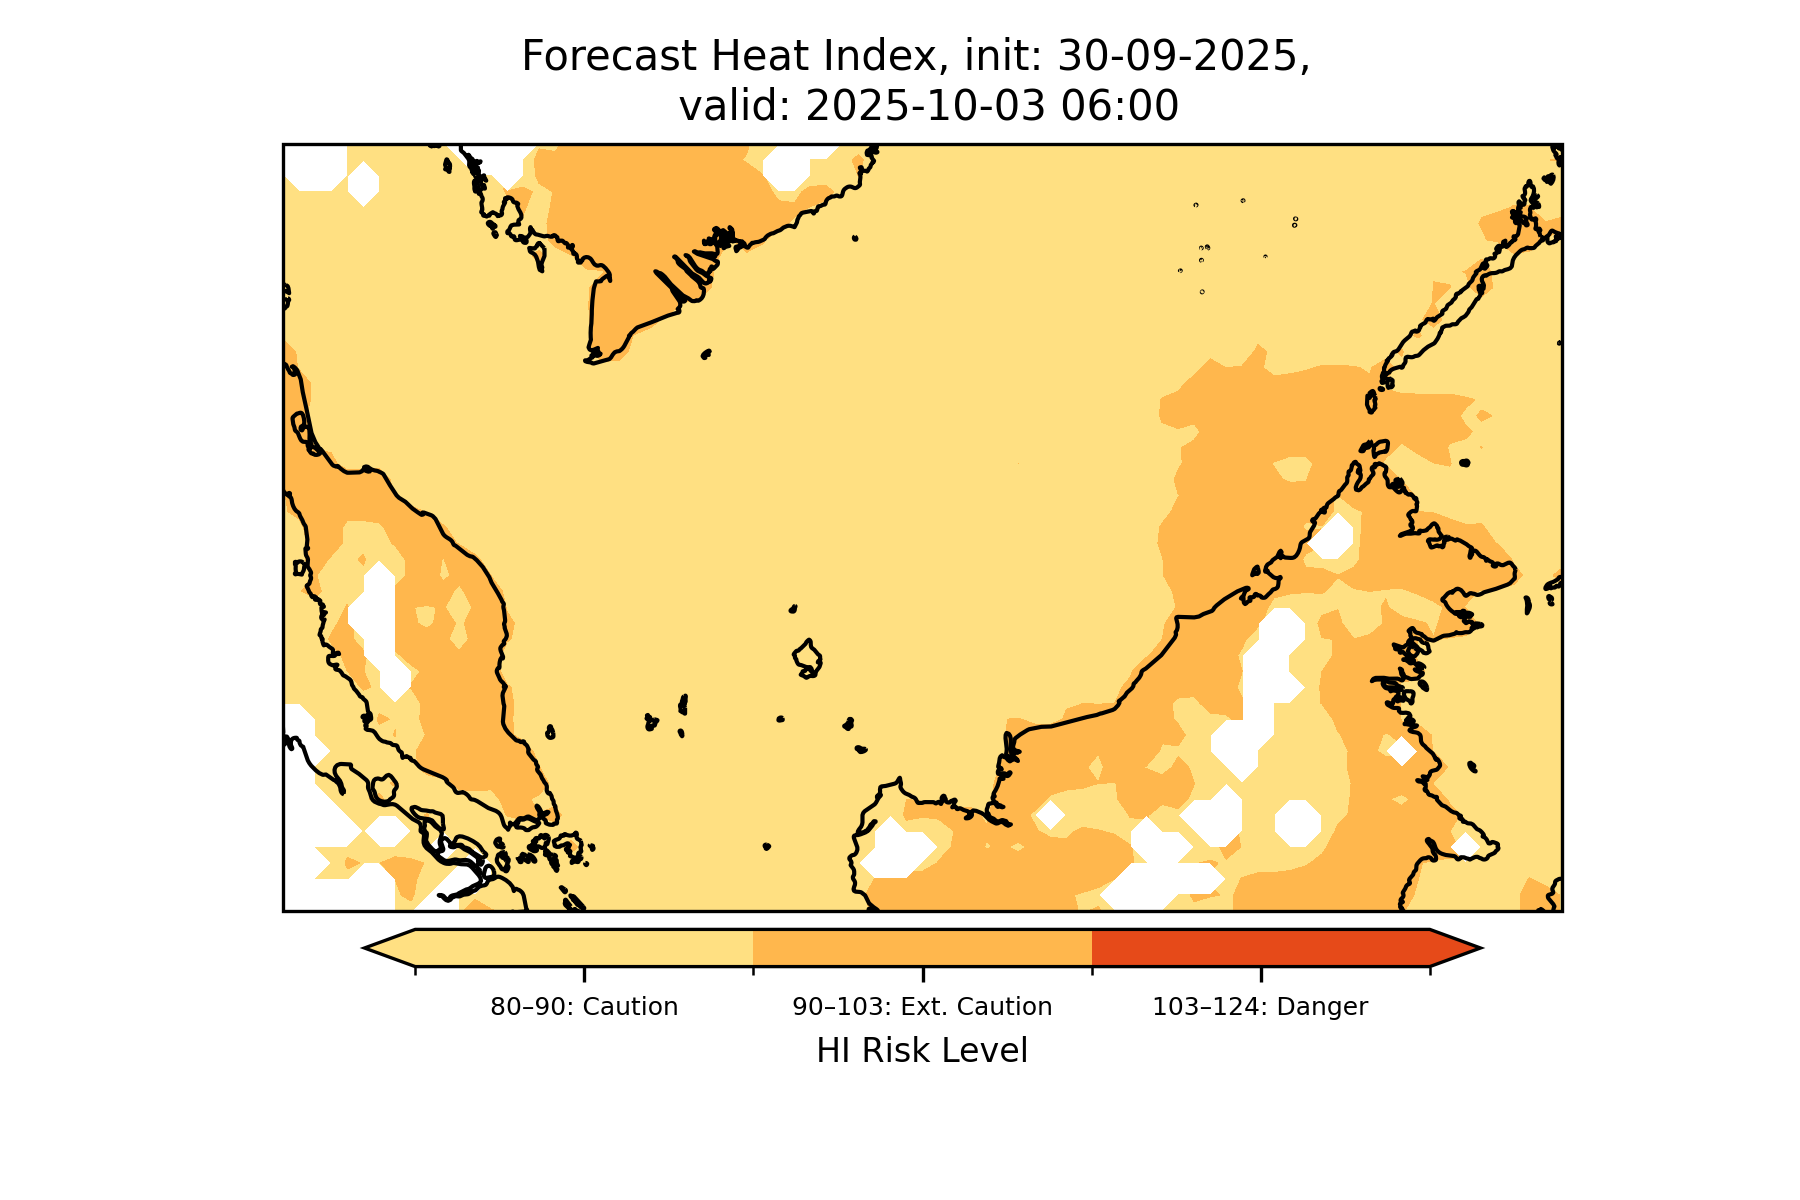 Forecast Heat Index, init: 30-09-2025,
valid: 2025-10-03 06:00
80–90: Caution
90–103: Ext. Caution
103–124: Danger
HI Risk Level